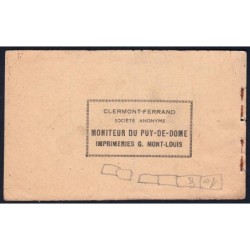 CLERMONT-FERRAND
SOCIÉTÉ ANONYME
MONITEUR DU PUY-DE-DOME
IMPRIMERIES G. MONT-LOUIS